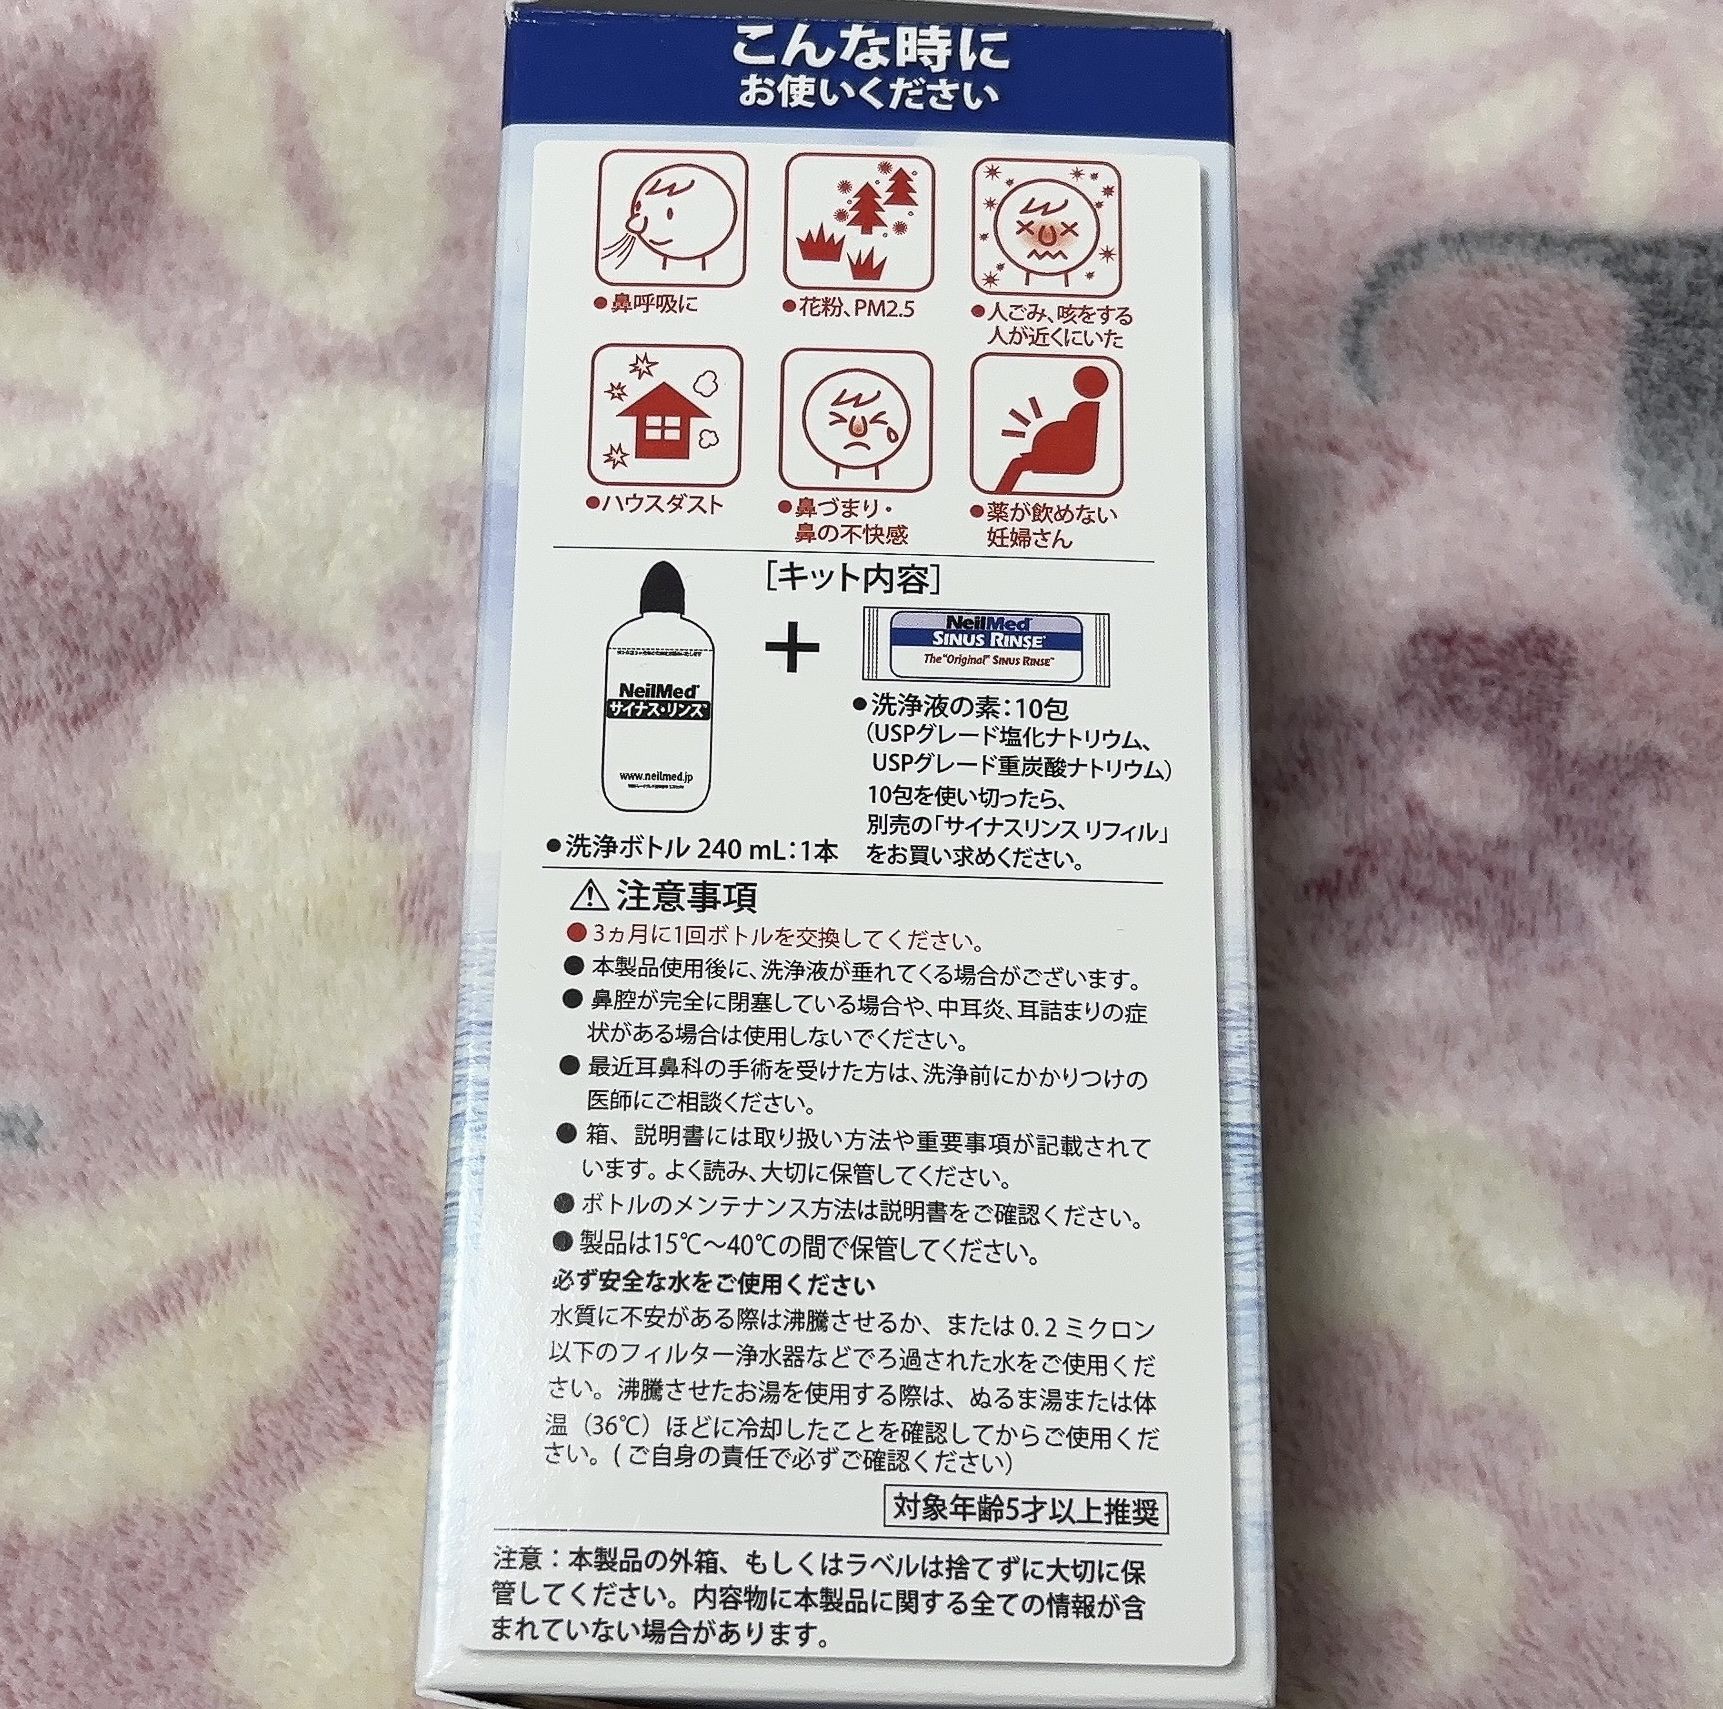 こんな時に
お使いください
●鼻呼吸に
●花粉、PM2.5
●人ごみ、咳をする
人が近くにいた
●ハウスダスト
●鼻づまり・
鼻の不快感
●薬が飲めない
妊婦さん
[キット内容]
NeilMed
サイナス・リンス
www.neilmed.jp
+
NeilMed
SINUS RINSE
The "Original" SINUS RINSE
●洗浄ボトル 240 mL：1本
●洗浄液の素：10包
（USPグレード塩化ナトリウム、
USPグレード重炭酸ナトリウム）
10包を使い切ったら、
別売の「サイナスリンス リフィル」
をお買い求めください。
⚠注意事項
●3ヵ月に1回ボトルを交換してください。
●本製品使用後に、洗浄液が垂れてくる場合がございます。
●鼻腔が完全に閉塞している場合や、中耳炎、耳詰まりの症
状がある場合は使用しないでください。
●最近耳鼻科の手術を受けた方は、洗浄前にかかりつけの
医師にご相談ください。
●箱、説明書には取り扱い方法や重要事項が記載されて
います。よく読み、大切に保管してください。
●ボトルのメンテナンス方法は説明書をご確認ください。
●製品は15℃～40℃の間で保管してください。
必ず安全な水をご使用ください
水質に不安がある際は沸騰させるか、または0.2ミクロン
以下のフィルター浄水器などでろ過された水をご使用くだ
さい。沸騰させたお湯を使用する際は、ぬるま湯または体
温（36℃）ほどに冷却したことを確認してからご使用くだ
さい。（ご自身の責任で必ずご確認ください）
対象年齢5才以上推奨
注意：本製品の外箱、もしくはラベルは捨てずに大切に保
管してください。内容物に本製品に関する全ての情報が含
まれていない場合があります。